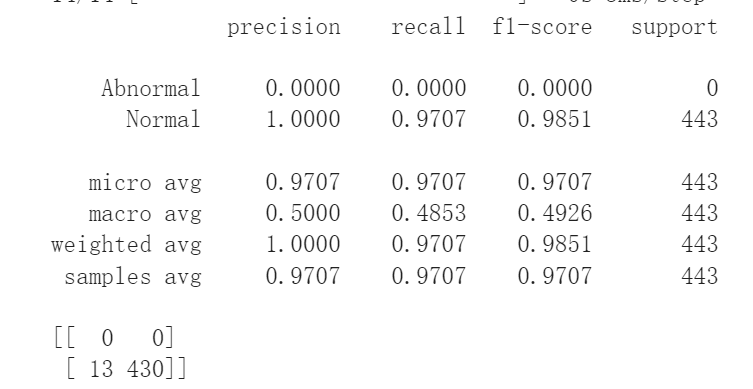 precision recall f1-score support
Abnormal 0.0000 0.0000 0.0000 0
Normal 1.0000 0.9707 0.9851 443
micro avg 0.9707 0.9707 0.9707 443
macro avg 0.5000 0.4853 0.4926 443
weighted avg 1.0000 0.9707 0.9851 443
samples avg 0.9707 0.9707 0.9707 443
[[ 0 0]
[ 13 430]]